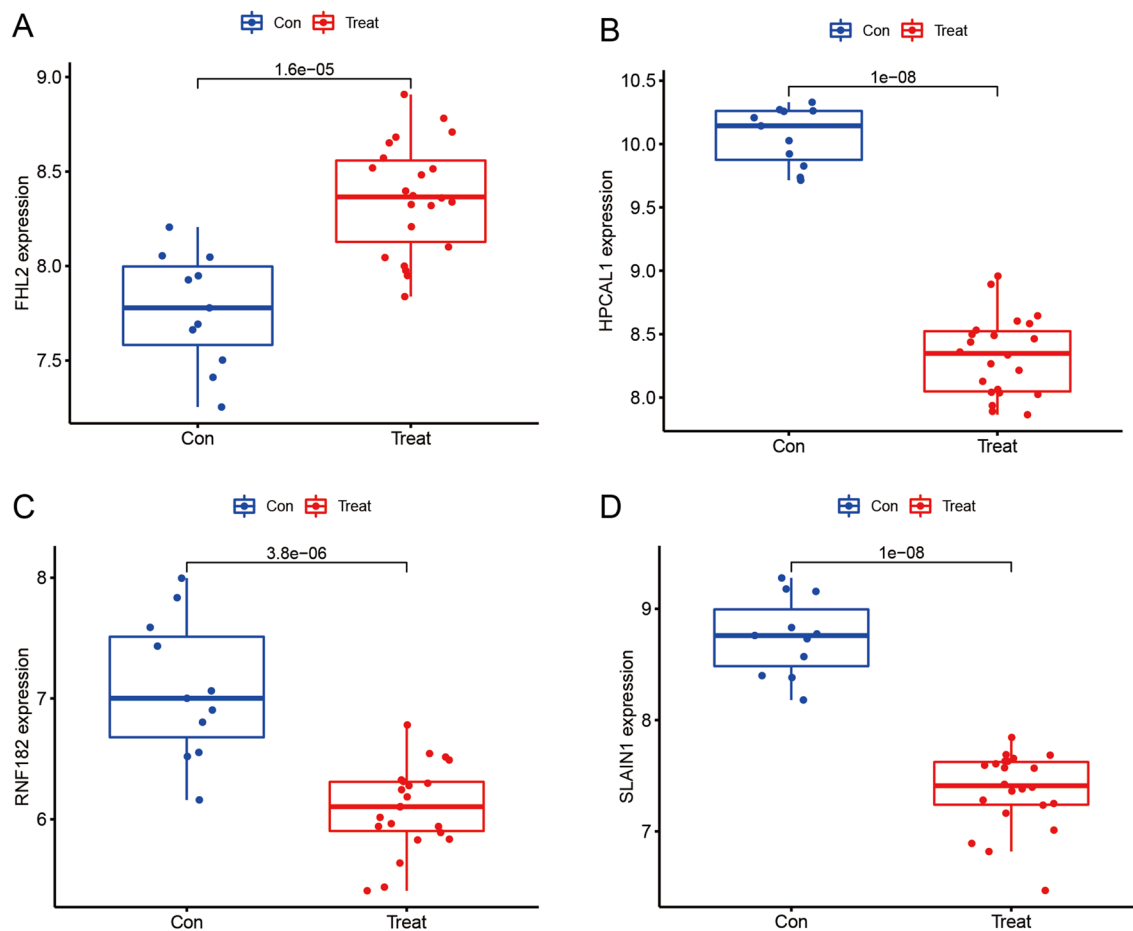 A
Con Treat
1.6e−05
9.0
8.5
8.0
7.5
FHL2 expression
Con Treat
B
Con Treat
1e−08
10.5
10.0
9.5
9.0
8.5
8.0
HPCAL1 expression
Con Treat
C
Con Treat
3.8e−06
8
7
6
RNF182 expression
Con Treat
D
Con Treat
1e−08
9
8
7
SLAIN1 expression
Con Treat